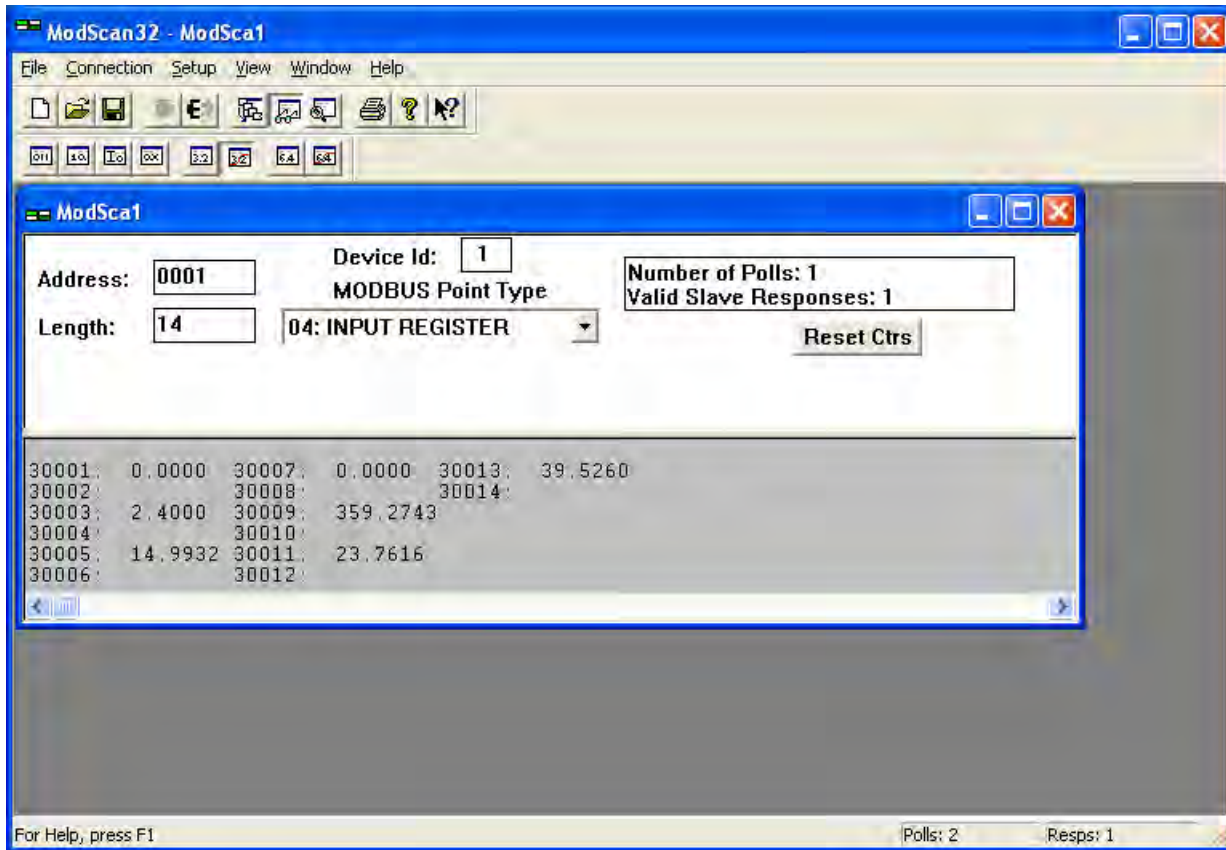 ModScan32 - ModSca1
File Connection Setup View Window Help
ModSca1
Address: 0001
Device Id: 1
MODBUS Point Type
Length: 14
04: INPUT REGISTER
Number of Polls: 1
Valid Slave Responses: 1
Reset Ctrs
30001: 0.0000 30007: 0.0000 30013: 39.5260
30002: 30008: 30014:
30003: 2.4000 30009: 359.2743
30004: 30010:
30005: 14.9932 30011: 23.7616
30006: 30012:
For Help, press F1
Polls: 2
Resps: 1